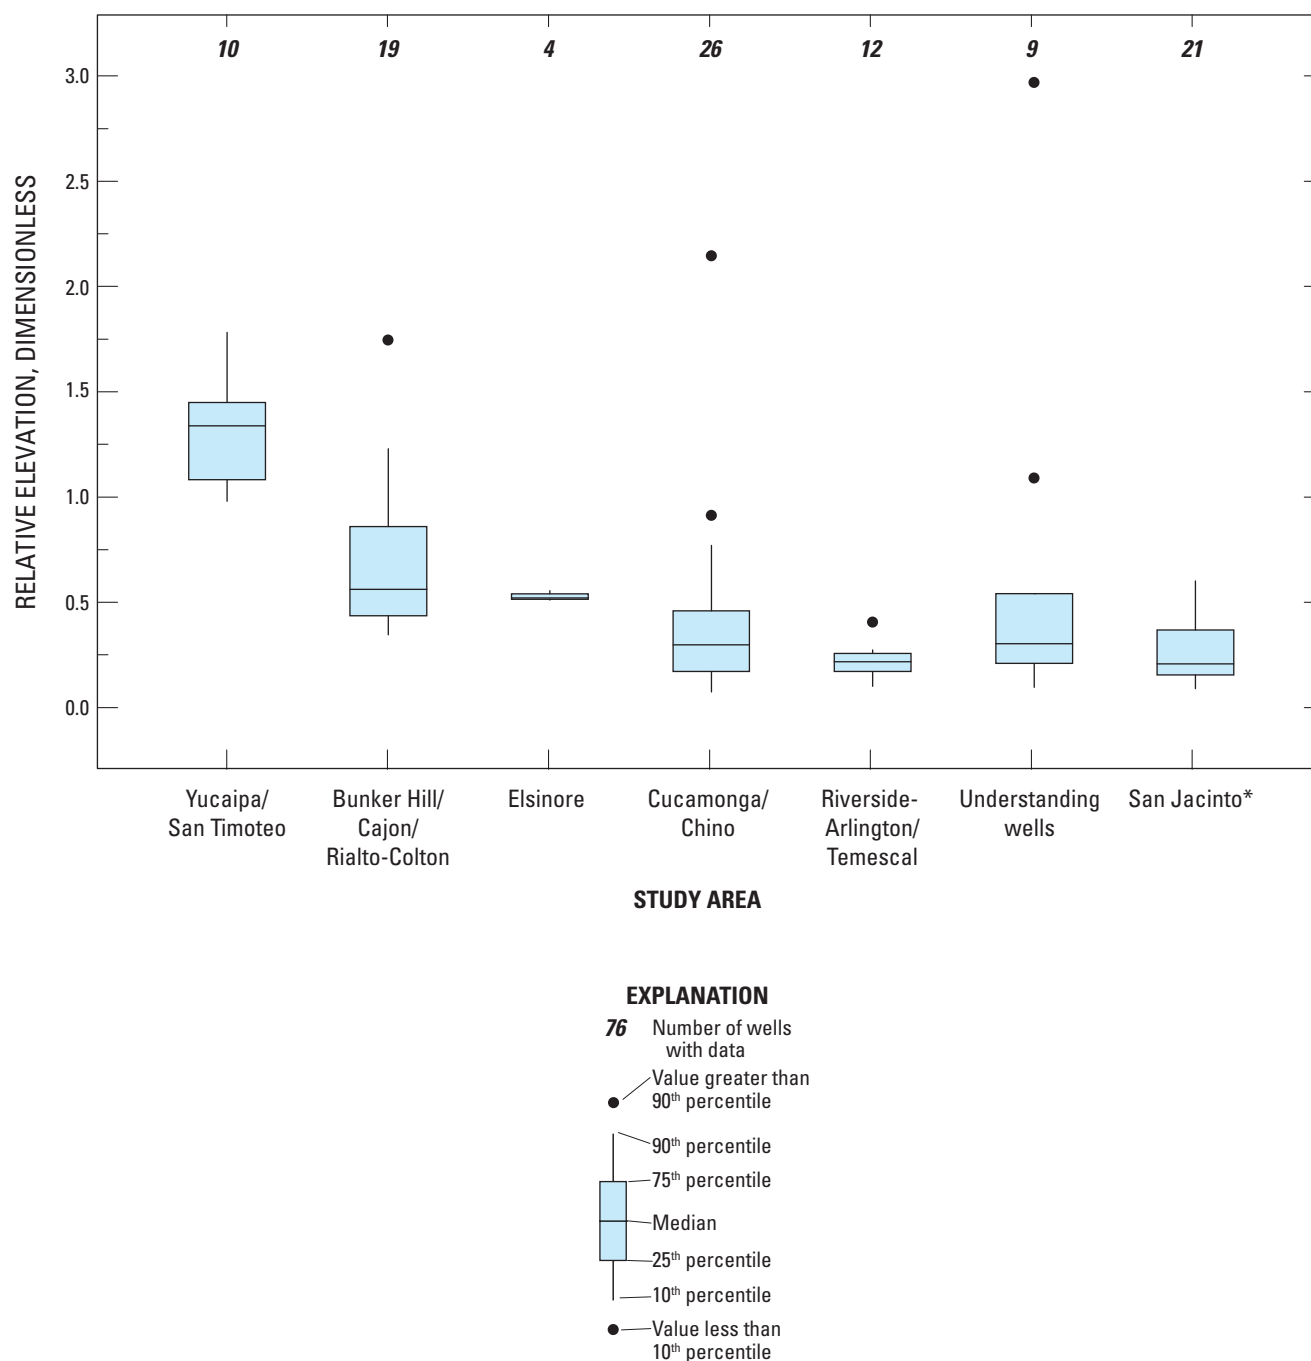 10 19 4 26 12 9 21
3.0
2.5
2.0
1.5
1.0
0.5
0.0
RELATIVE ELEVATION, DIMENSIONLESS
Yucaipa/
San Timoteo
Bunker Hill/
Cajon/
Rialto-Colton
Elsinore
Cucamonga/
Chino
Riverside-
Arlington/
Temescal
Understanding
wells
San Jacinto*
STUDY AREA
EXPLANATION
76 Number of wells
with data
Value greater than
90th percentile
90th percentile
75th percentile
Median
25th percentile
10th percentile
Value less than
10th percentile